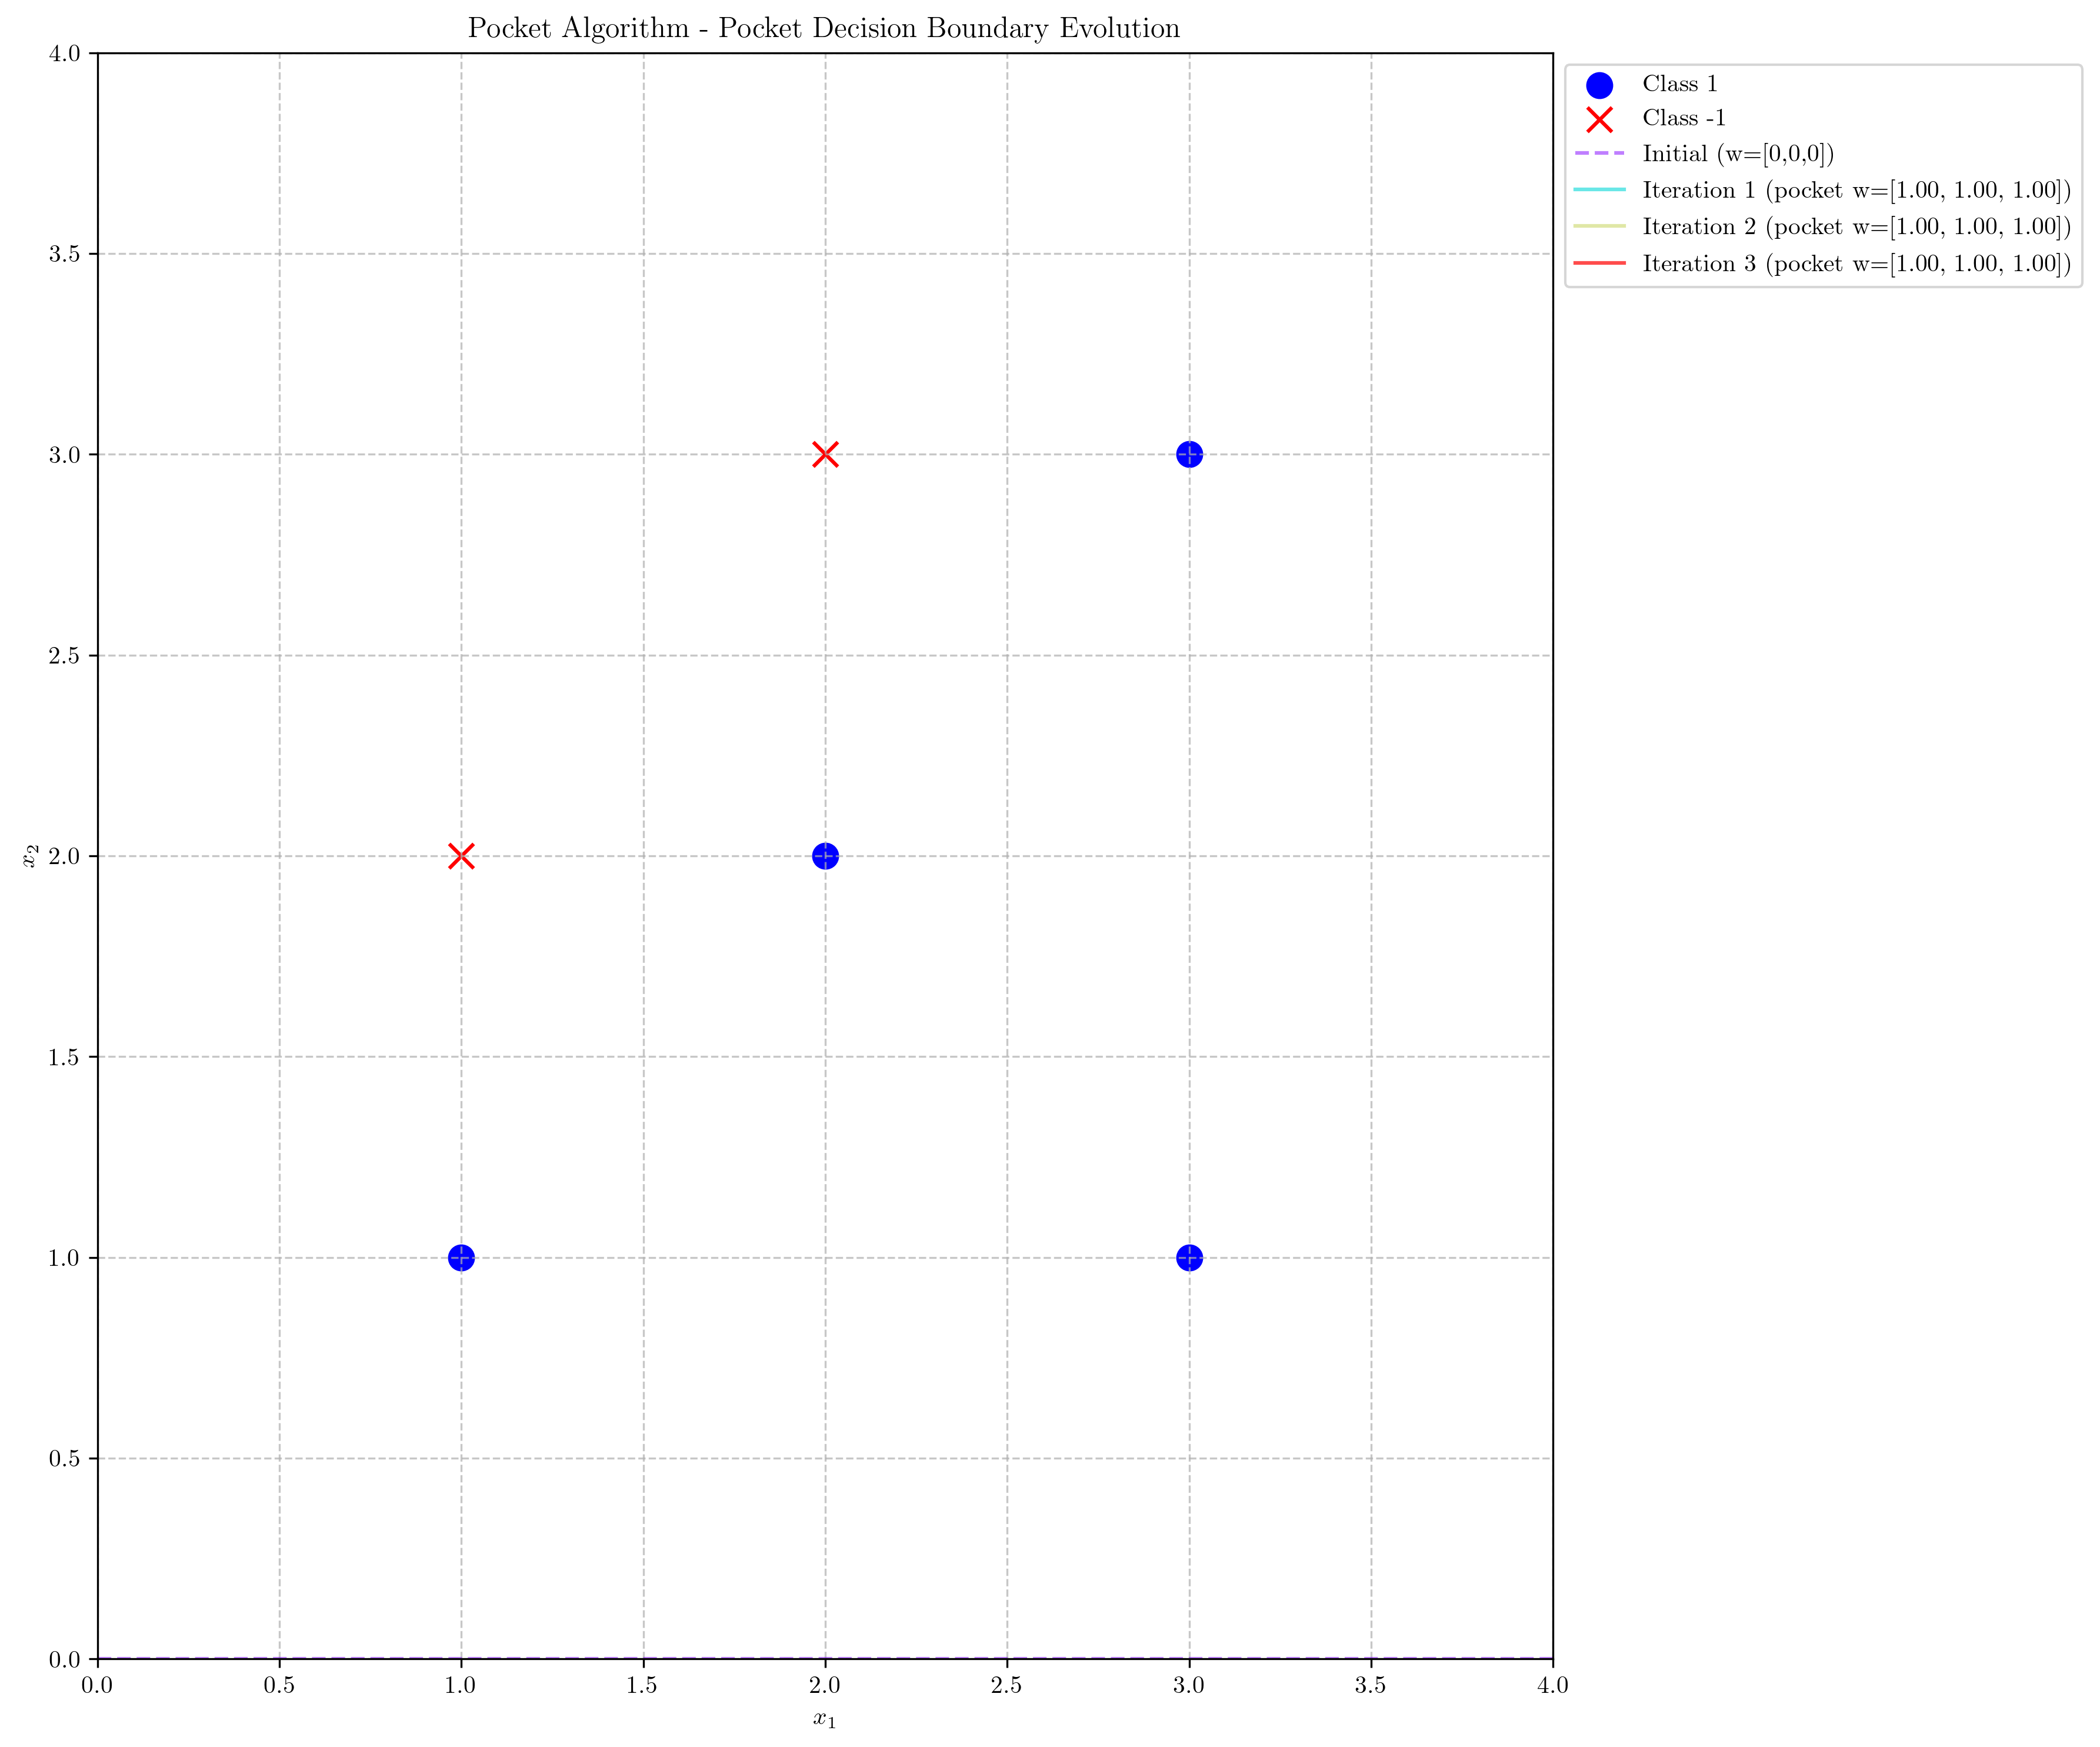 Pocket Algorithm - Pocket Decision Boundary Evolution
Class 1
Class -1
Initial (w=[0,0,0])
Iteration 1 (pocket w=[1.00, 1.00, 1.00])
Iteration 2 (pocket w=[1.00, 1.00, 1.00])
Iteration 3 (pocket w=[1.00, 1.00, 1.00])
4.0
3.5
3.0
2.5
2.0
1.5
1.0
0.5
0.0
x₂
0.0 0.5 1.0 1.5 2.0 2.5 3.0 3.5 4.0
x₁